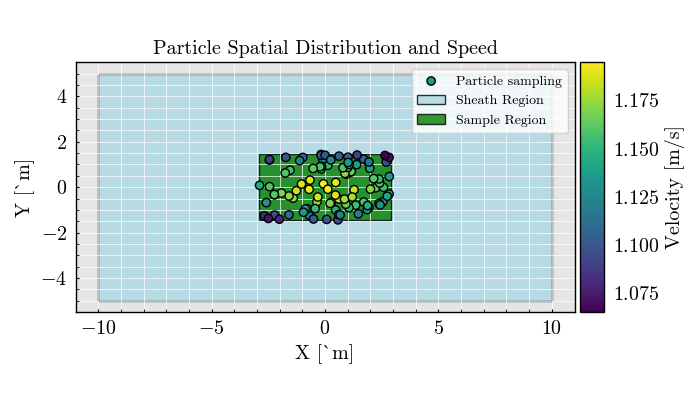 Particle Spatial Distribution and Speed
Particle sampling
Sheath Region
Sample Region
4
2
0
−2
−4
Y [`m]
−10
−5
0
5
10
X [`m]
1.175
1.150
1.125
1.100
1.075
Velocity [m/s]